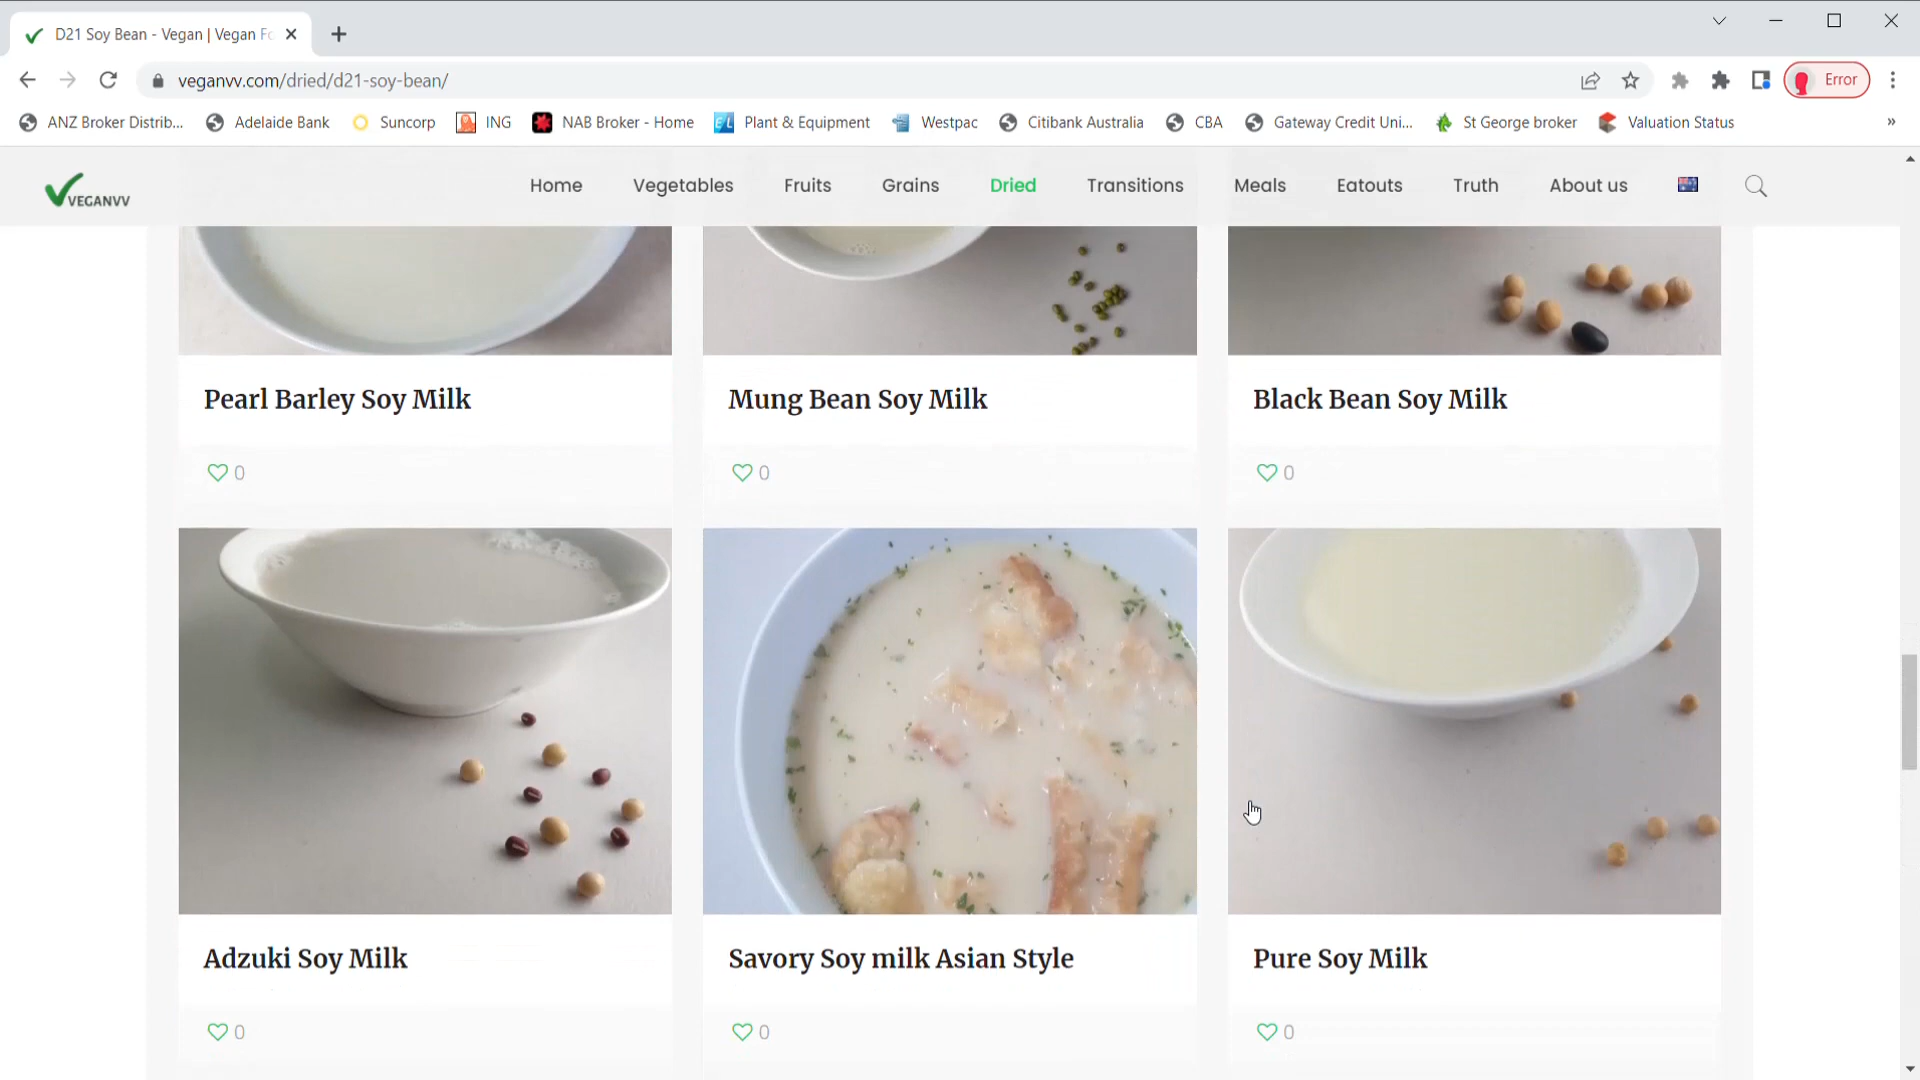 D21 Soy Bean - Vegan | Vegan Fo
veganvv.com/dried/d21-soy-bean/
Error
ANZ Broker Distrib...
Adelaide Bank
Suncorp
ING
NAB Broker - Home
Plant & Equipment
Westpac
Citibank Australia
CBA
Gateway Credit Uni...
St George broker
Valuation Status
»
VEGANVV
Home
Vegetables
Fruits
Grains
Dried
Transitions
Meals
Eatouts
Truth
About us
Pearl Barley Soy Milk
Mung Bean Soy Milk
Black Bean Soy Milk
0
0
0
Adzuki Soy Milk
Savory Soy milk Asian Style
Pure Soy Milk
0
0
0